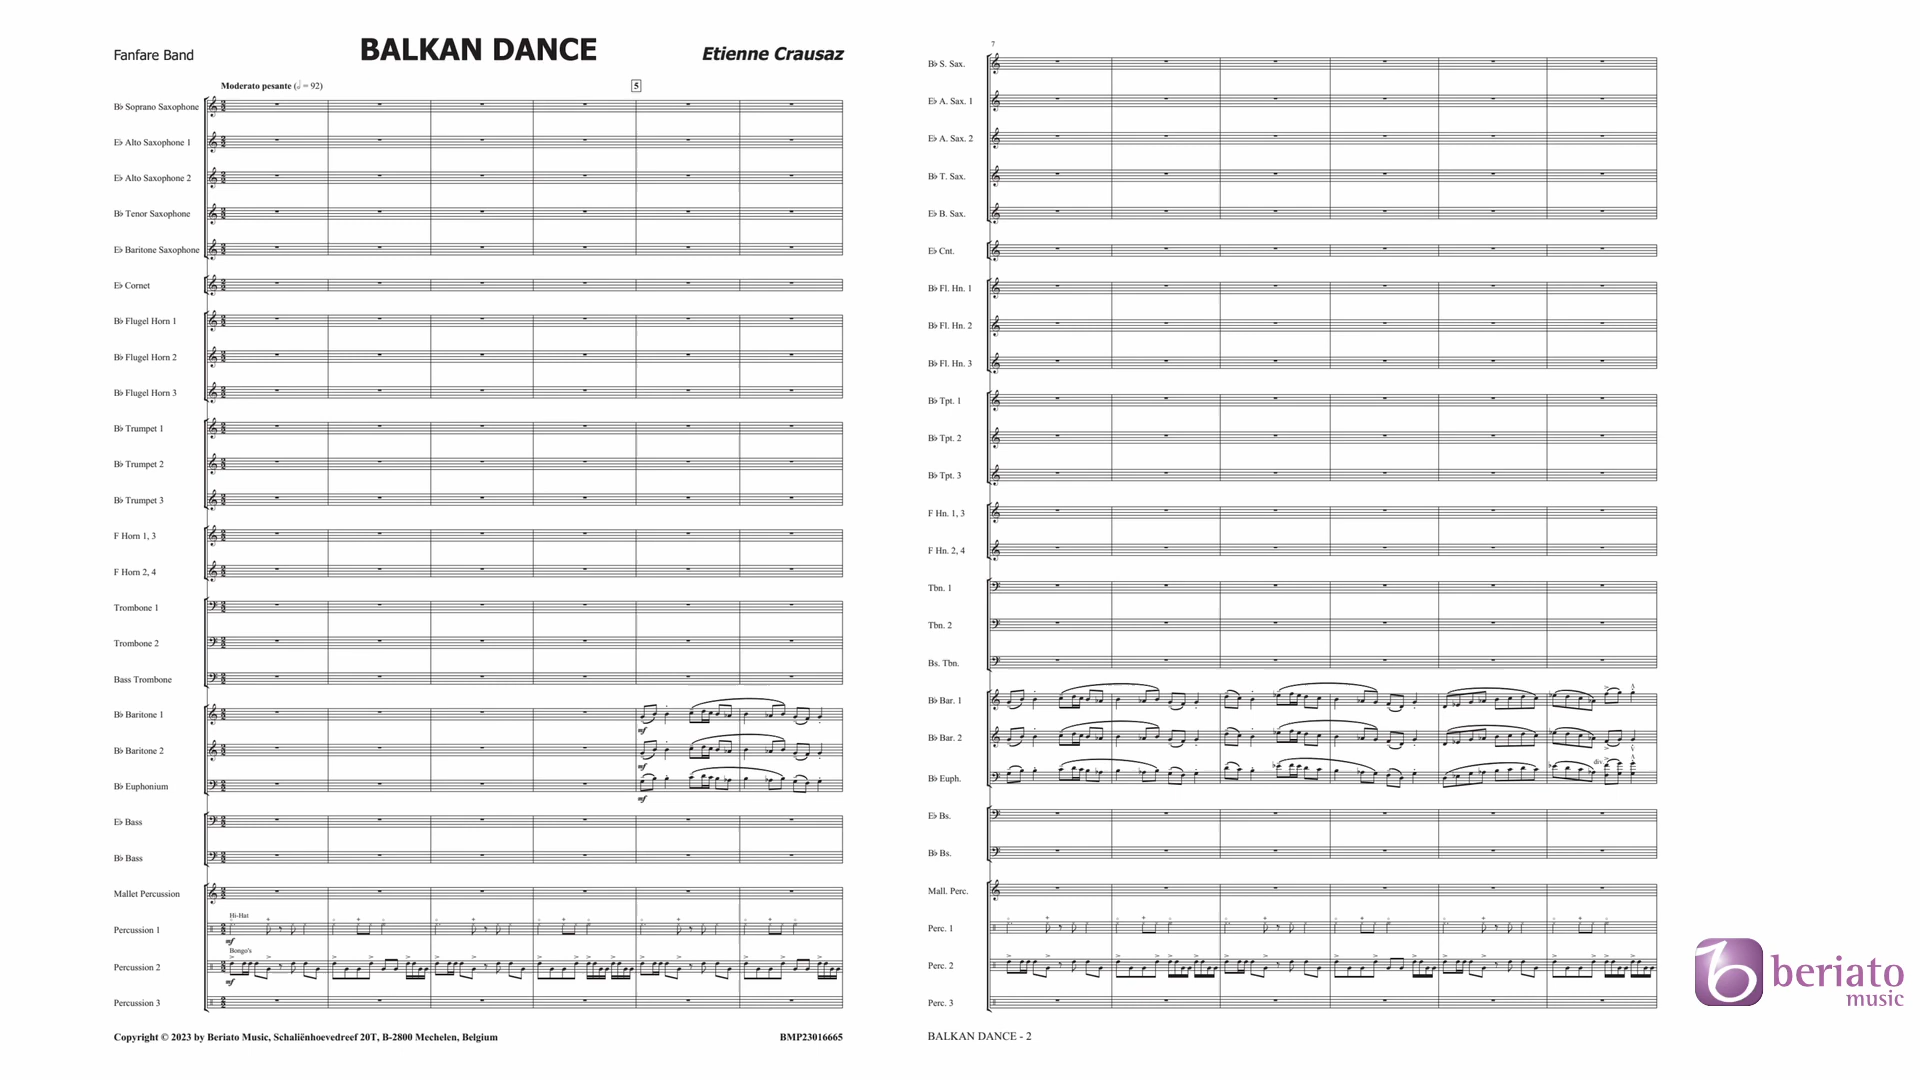 Fanfare Band
BALKAN DANCE
Etienne Crausaz
Moderato pesante (𝅗𝅥 = 92)
5
B♭ Soprano Saxophone
E♭ Alto Saxophone 1
E♭ Alto Saxophone 2
B♭ Tenor Saxophone
E♭ Baritone Saxophone
E♭ Cornet
B♭ Flugel Horn 1
B♭ Flugel Horn 2
B♭ Flugel Horn 3
B♭ Trumpet 1
B♭ Trumpet 2
B♭ Trumpet 3
F Horn 1, 3
F Horn 2, 4
Trombone 1
Trombone 2
Bass Trombone
B♭ Baritone 1
mf
B♭ Baritone 2
mf
B♭ Euphonium
mf
E♭ Bass
B♭ Bass
Mallet Percussion
Hi-Hat
Percussion 1
mf
Bongo's
Percussion 2
mf
Percussion 3
Copyright © 2023 by Beriato Music, Schaliënhoevedreef 20T, B-2800 Mechelen, Belgium
BMP23016665
7
B♭ S. Sax.
E♭ A. Sax. 1
E♭ A. Sax. 2
B♭ T. Sax.
E♭ B. Sax.
E♭ Cnt.
B♭ Fl. Hn. 1
B♭ Fl. Hn. 2
B♭ Fl. Hn. 3
B♭ Tpt. 1
B♭ Tpt. 2
B♭ Tpt. 3
F Hn. 1, 3
F Hn. 2, 4
Tbn. 1
Tbn. 2
Bs. Tbn.
B♭ Bar. 1
B♭ Bar. 2
div.
B♭ Euph.
E♭ Bs.
B♭ Bs.
Mall. Perc.
Perc. 1
Perc. 2
Perc. 3
BALKAN DANCE - 2
beriato
music